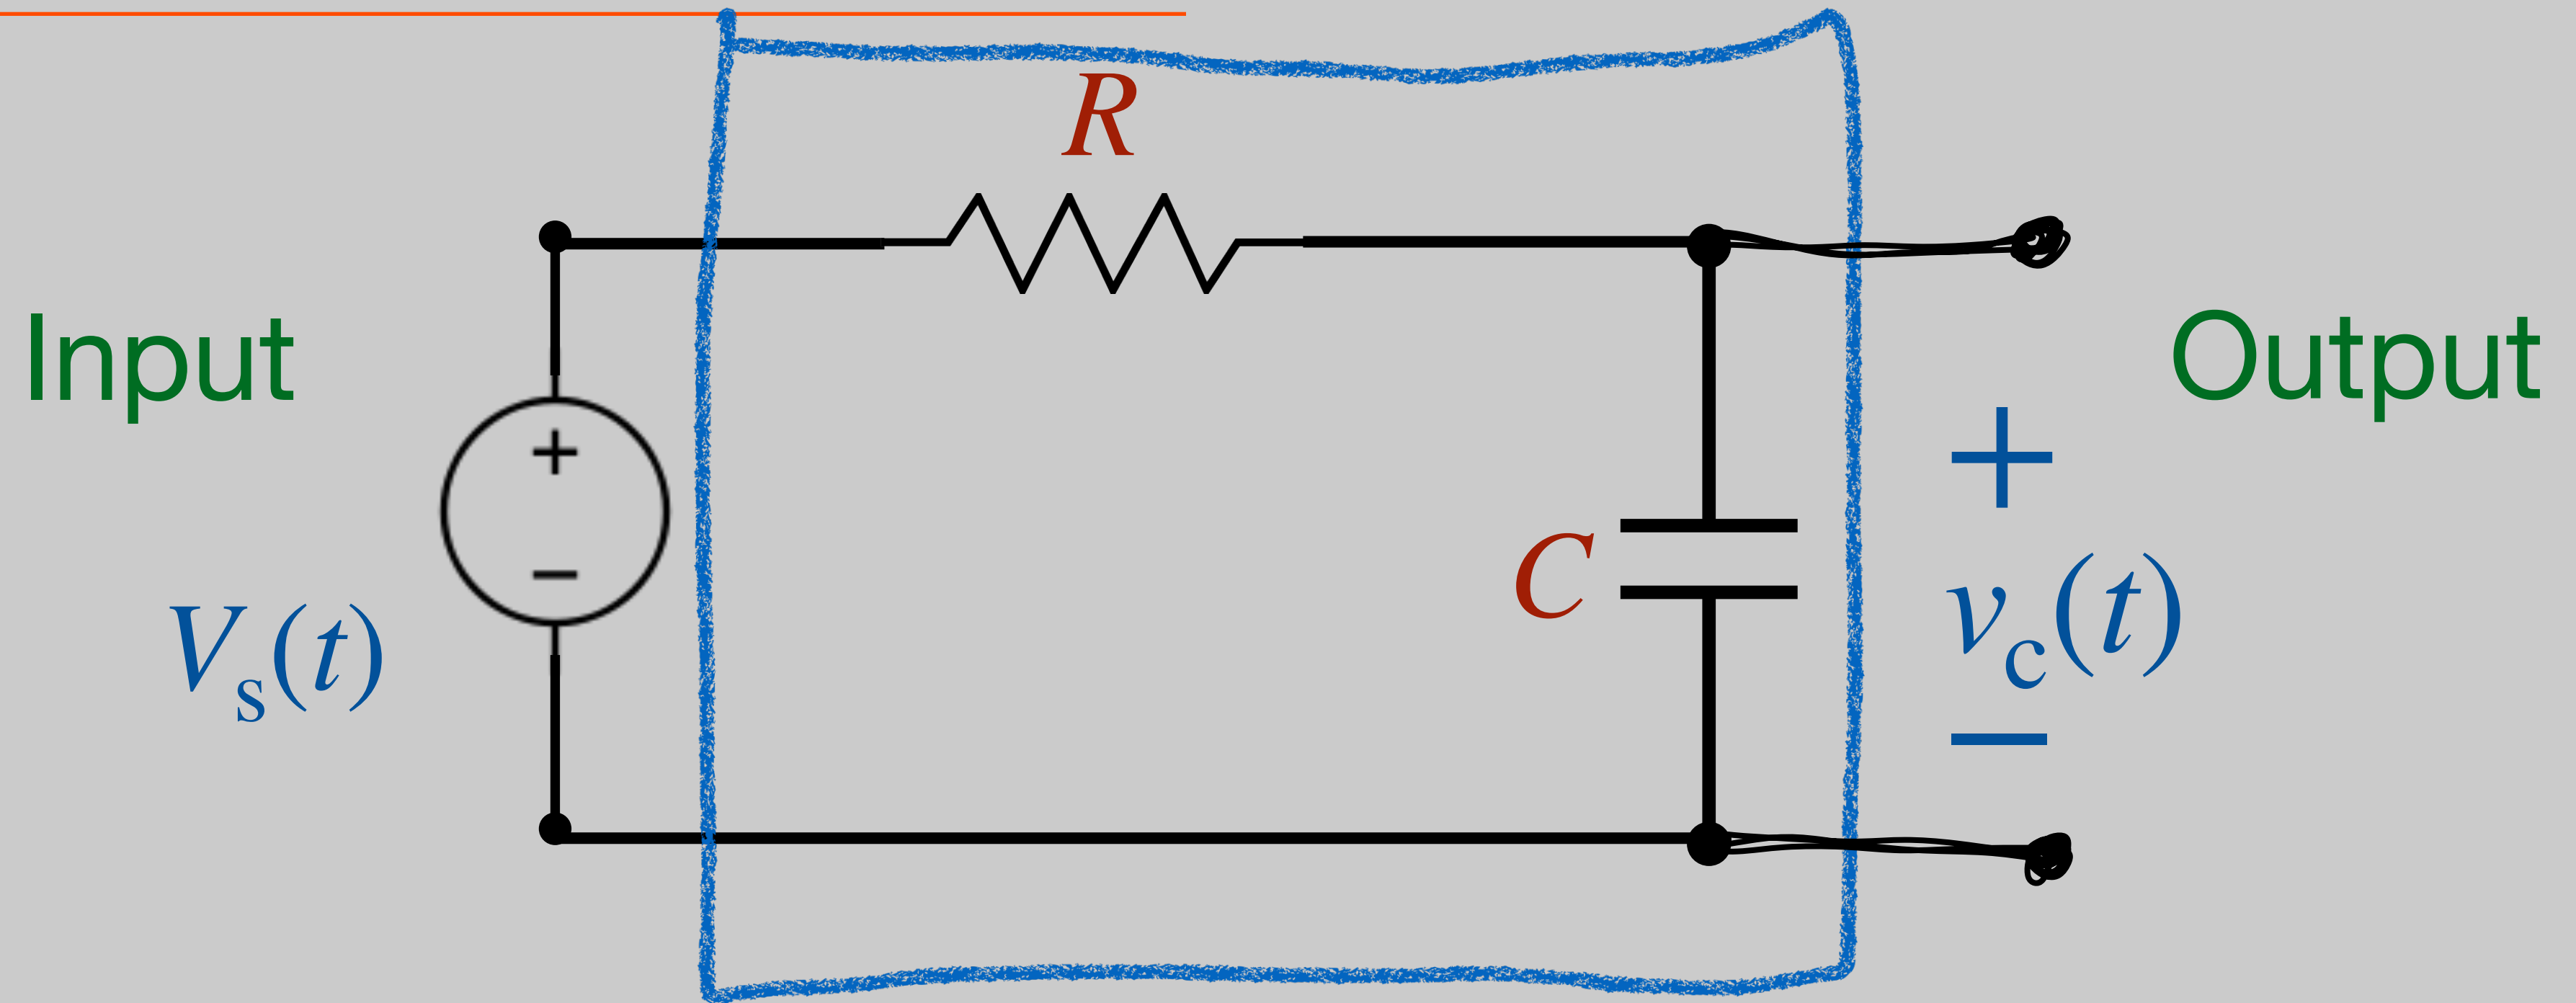 R
Input
Output
+
+
C
−
V_s(t)
v_c(t)
−